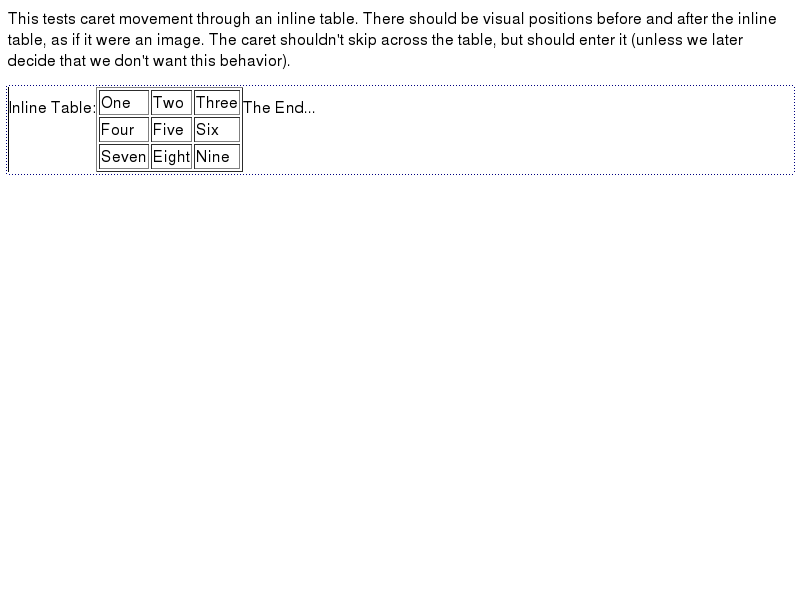 This tests caret movement through an inline table. There should be visual positions before and after the inline
table, as if it were an image. The caret shouldn't skip across the table, but should enter it (unless we later
decide that we don't want this behavior).
Inline Table: One Two Three The End...
Four Five Six
Seven Eight Nine